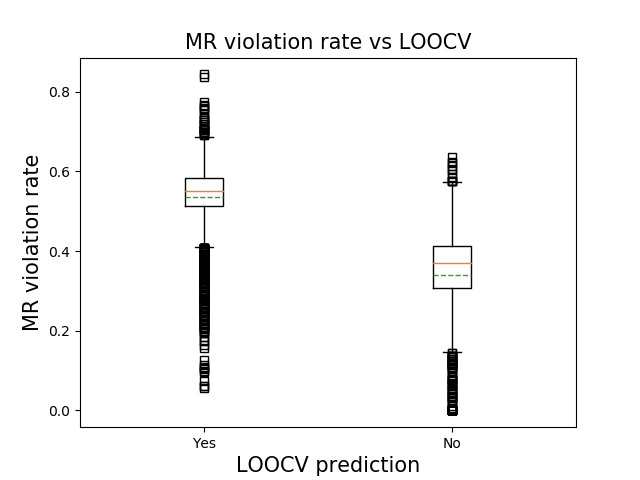 MR violation rate vs LOOCV
MR violation rate
0.8
0.6
0.4
0.2
0.0
Yes
No
LOOCV prediction